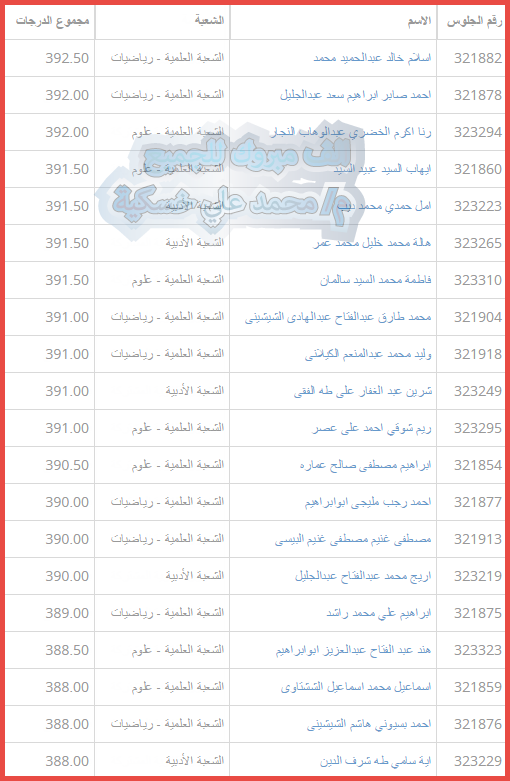 رقم الجلوس الاسم الشعبة مجموع الدرجات
321882 اسلام خالد عبدالحميد محمد الشعبة العلمية - رياضيات 392.50
321878 احمد صابر ابراهيم سعد عبدالجليل الشعبة العلمية - رياضيات 392.00
323294 رنا اكرم الخضري عبدالوهاب النجار الشعبة العلمية - علوم 392.00
الف مبروك للجميع
321860 ايهاب السيد عبيد السيد الشعبة العلمية - علوم 391.50
م/ محمد علي
323223 امل حمدي محمد ديب الشعبة الأدبية 391.50
323265 هالة محمد خليل محمد عمر الشعبة الأدبية 391.50
323310 فاطمة محمد السيد سالمان الشعبة العلمية - علوم 391.50
321904 محمد طارق عبدالفتاح عبدالهادى الشيشينى الشعبة العلمية - رياضيات 391.00
321918 وليد محمد عبدالمنعم الكيلانى الشعبة العلمية - رياضيات 391.00
323249 شرين عبد الغفار على طه الفقى الشعبة الأدبية 391.00
323295 ريم شوقي احمد على عصر الشعبة العلمية - علوم 391.00
321854 ابراهيم مصطفى صالح عماره الشعبة العلمية - علوم 390.50
321877 احمد رجب مليجى ابوابراهيم الشعبة العلمية - رياضيات 390.00
321913 مصطفى غنيم مصطفى غنيم البيسى الشعبة العلمية - رياضيات 390.00
323219 اريج محمد عبدالفتاح عبدالجليل الشعبة الأدبية 390.00
321875 ابراهيم علي محمد راشد الشعبة العلمية - رياضيات 389.00
323323 هند عبد الفتاح عبدالعزيز ابوابراهيم الشعبة العلمية - علوم 388.50
321859 اسماعيل محمد اسماعيل الششتاوى الشعبة العلمية - علوم 388.00
321876 احمد بسيوني هاشم الشيشينى الشعبة العلمية - رياضيات 388.00
323229 اية سامي طه شرف الدين الشعبة الأدبية 388.00